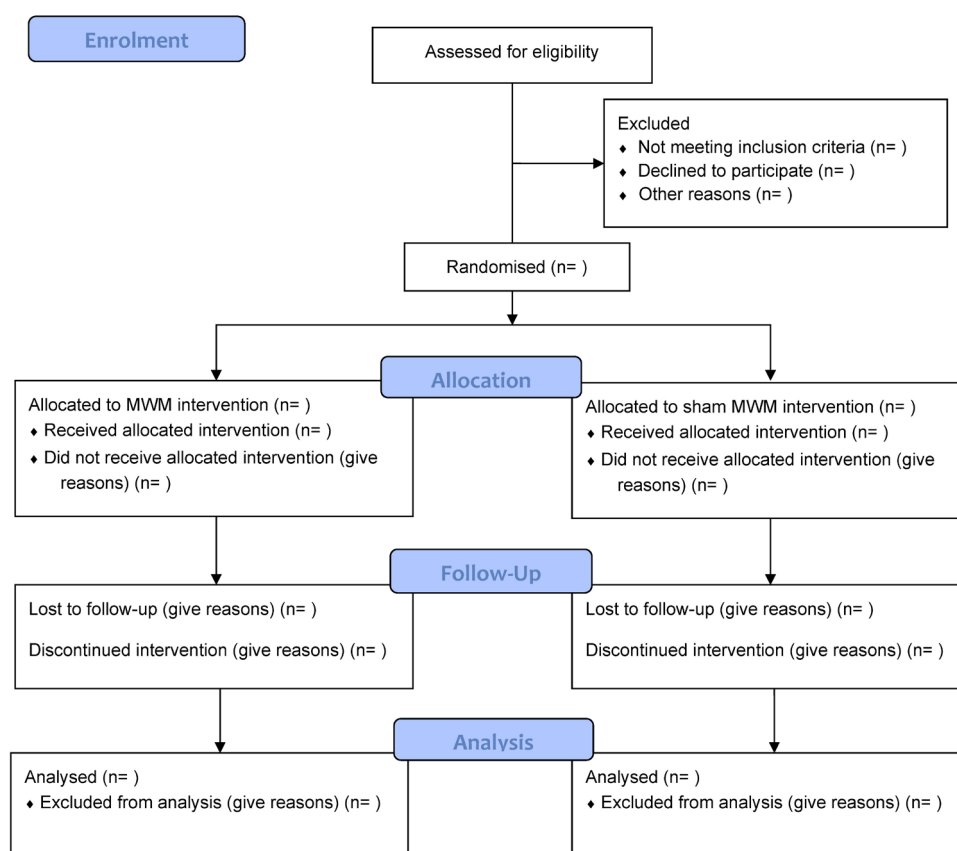 Enrolment
Assessed for eligibility
Excluded
♦ Not meeting inclusion criteria (n= )
♦ Declined to participate (n= )
♦ Other reasons (n= )
Randomised (n= )
Allocation
Allocated to MWM intervention (n= )
♦ Received allocated intervention (n= )
♦ Did not receive allocated intervention (give
reasons) (n= )
Allocated to sham MWM intervention (n= )
♦ Received allocated intervention (n= )
♦ Did not receive allocated intervention (give
reasons) (n= )
Follow-Up
Lost to follow-up (give reasons) (n= )
Discontinued intervention (give reasons) (n= )
Lost to follow-up (give reasons) (n= )
Discontinued intervention (give reasons) (n= )
Analysis
Analysed (n= )
♦ Excluded from analysis (give reasons) (n= )
Analysed (n= )
♦ Excluded from analysis (give reasons) (n= )